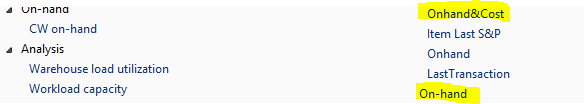 On-hand
CW on-hand
Analysis
Warehouse load utilization
Workload capacity
Onhand&Cost
Item Last S&P
Onhand
LastTransaction
On-hand